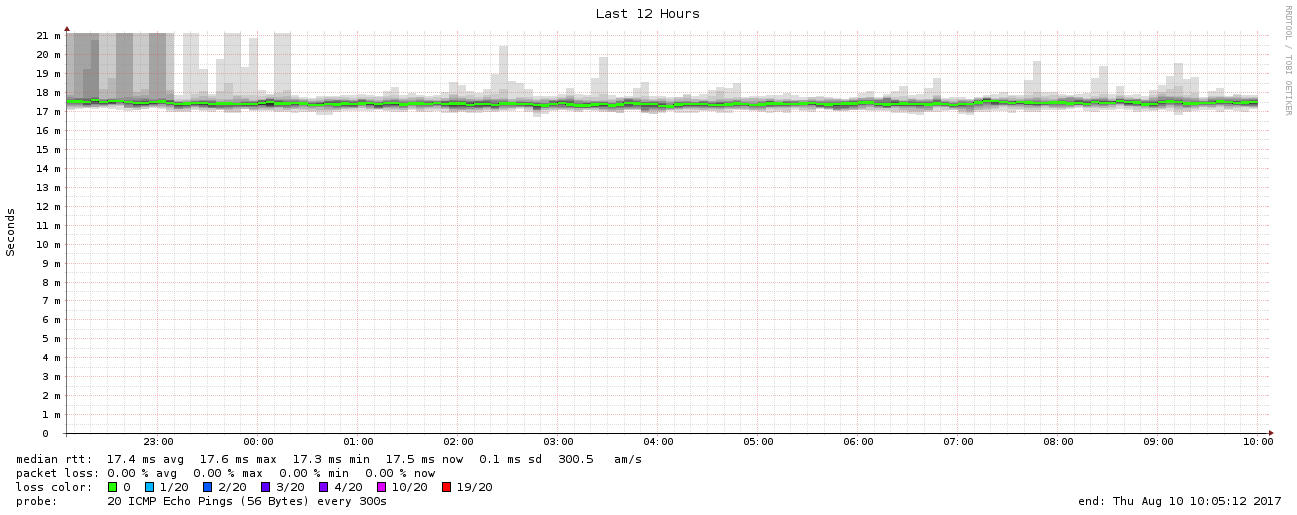 Last 12 Hours
RRDTOOL / TOBI OETIKER
Seconds
21 m
20 m
19 m
18 m
17 m
16 m
15 m
14 m
13 m
12 m
11 m
10 m
9 m
8 m
7 m
6 m
5 m
4 m
3 m
2 m
1 m
0
23:00 00:00 01:00 02:00 03:00 04:00 05:00 06:00 07:00 08:00 09:00 10:00
median rtt: 17.4 ms avg 17.6 ms max 17.3 ms min 17.5 ms now 0.1 ms sd 300.5 am/s
packet loss: 0.00 % avg 0.00 % max 0.00 % min 0.00 % now
loss color: 0 1/20 2/20 3/20 4/20 10/20 19/20
probe: 20 ICMP Echo Pings (56 Bytes) every 300s
end: Thu Aug 10 10:05:12 2017